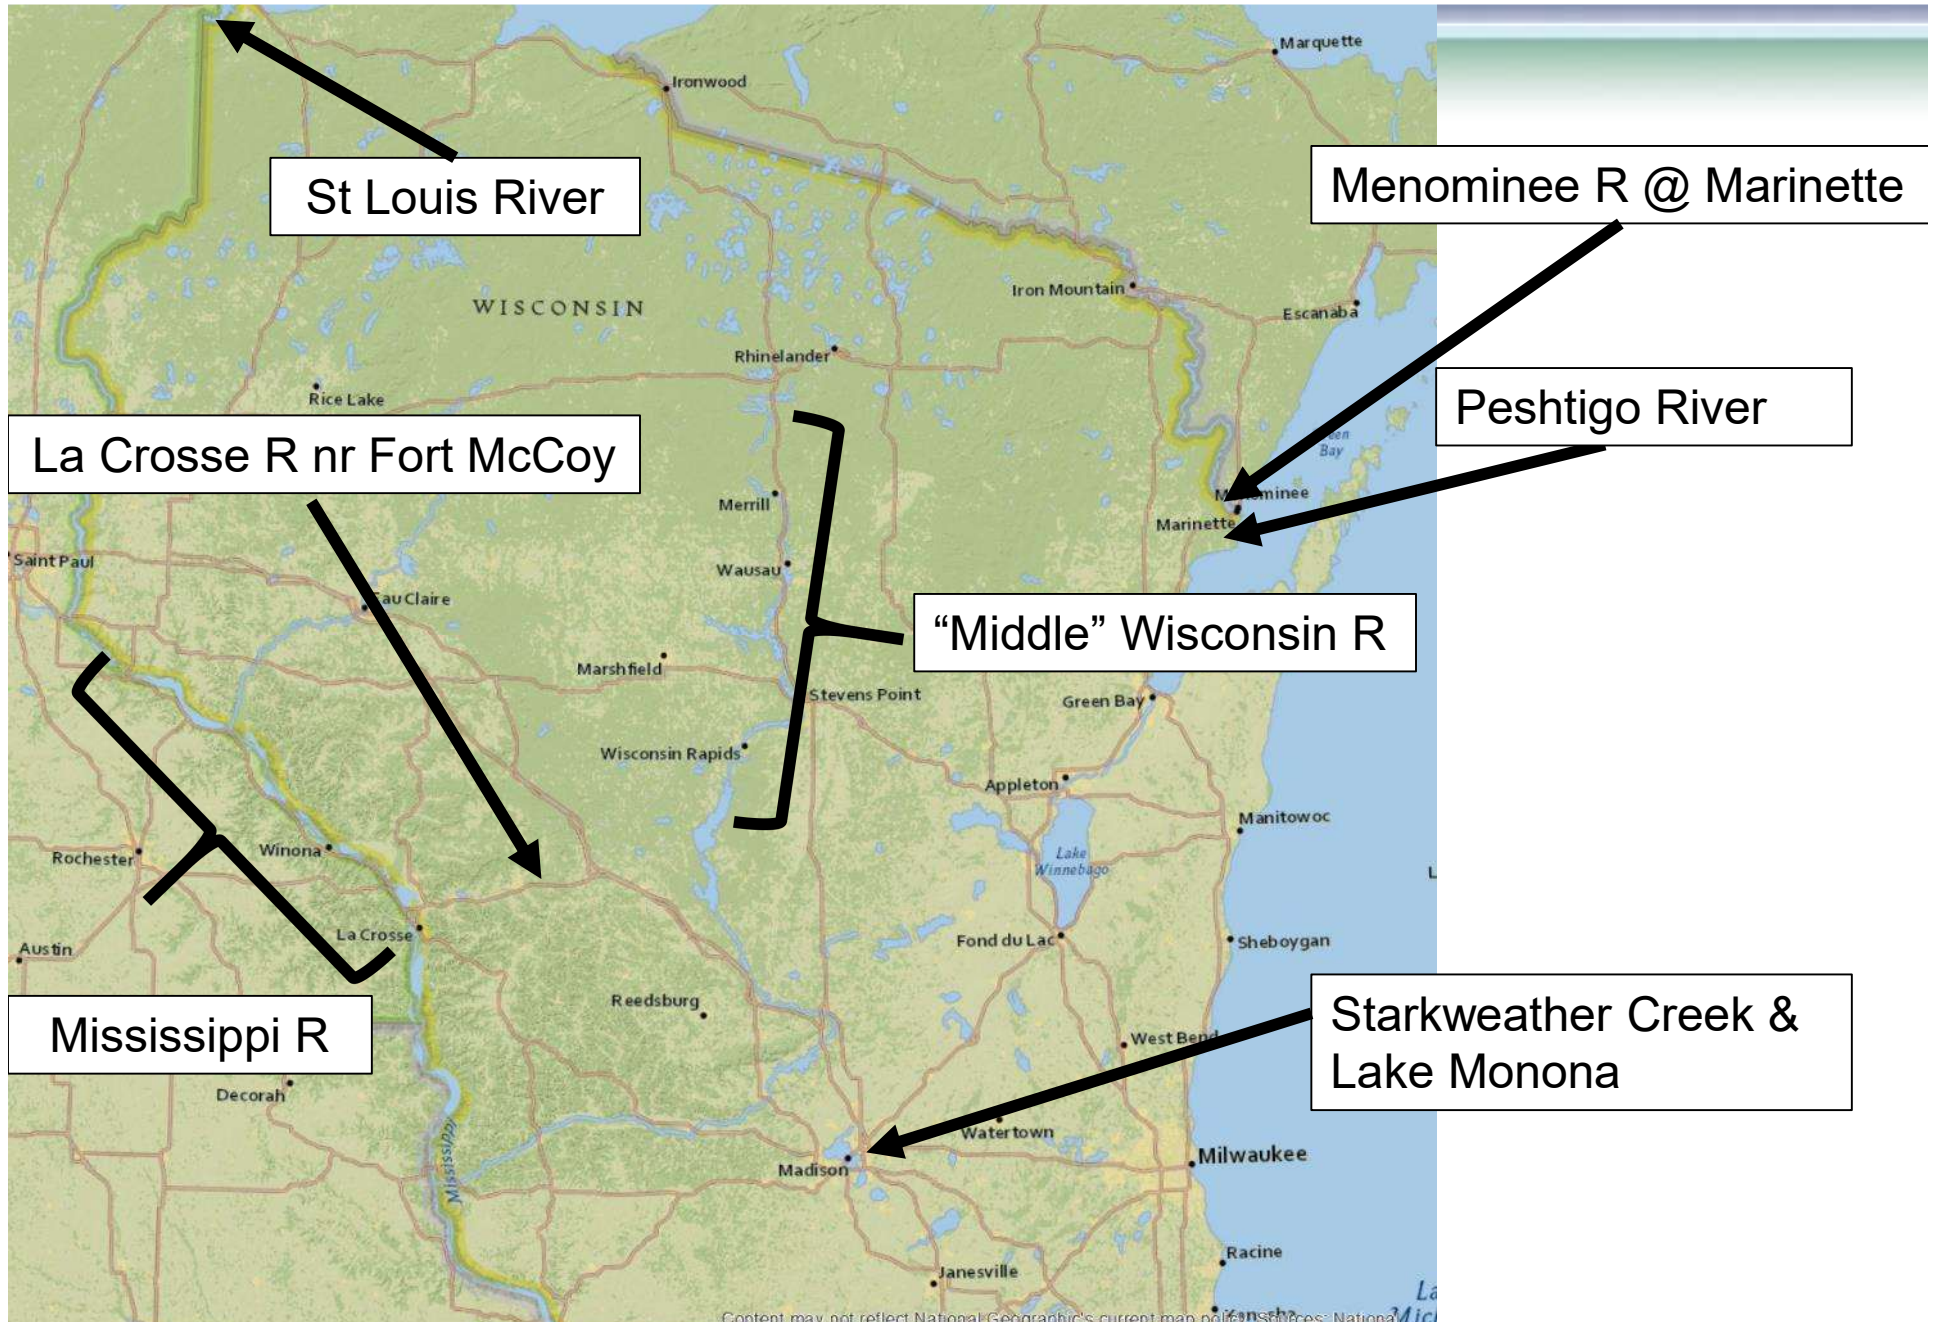 Marquette
Ironwood
St Louis River
Menominee R @ Marinette
WISCONSIN
Iron Mountain
Escanaba
Rhinelander
Rice Lake
Peshtigo River
La Crosse R nr Fort McCoy
Bay
Merrill
Menominee
Marinette
Saint Paul
Wausau
Eau Claire
“Middle” Wisconsin R
Marshfield
Stevens Point
Green Bay
Wisconsin Rapids
Appleton
Manitowoc
Rochester
Winona
Lake
Winnebago
La Crosse
Austin
Fond du Lac
Sheboygan
Reedsburg
Mississippi R
Starkweather Creek &
Lake Monona
West Bend
Decorah
Mississippi
Watertown
Madison
Milwaukee
Racine
Janesville
Content may not reflect National Geographic's current map policy. Sources: National